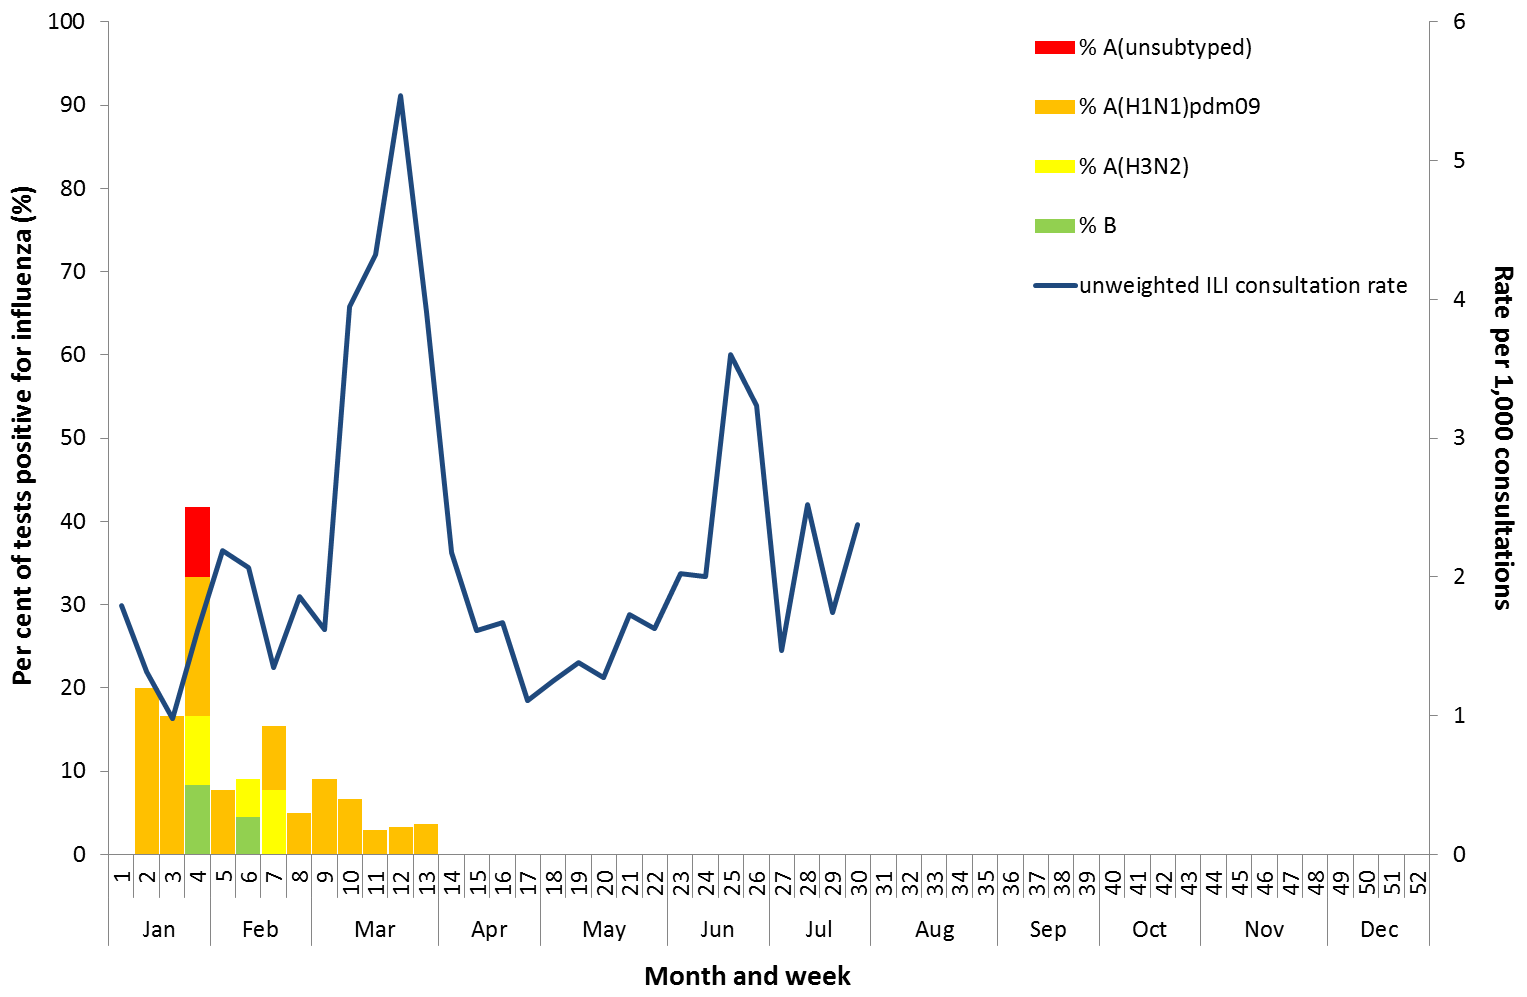 % A(unsubtyped)
% A(H1N1)pdm09
% A(H3N2)
% B
unweighted ILI consultation rate
Per cent of tests positive for influenza (%)
100
90
80
70
60
50
40
30
20
10
0
Rate per 1,000 consultations
6
5
4
3
2
1
0
1 2 3 4 5 6 7 8 9 10 11 12 13 14 15 16 17 18 19 20 21 22 23 24 25 26 27 28 29 30 31 32 33 34 35 36 37 38 39 40 41 42 43 44 45 46 47 48 49 50 51 52
Jan Feb Mar Apr May Jun Jul Aug Sep Oct Nov Dec
Month and week